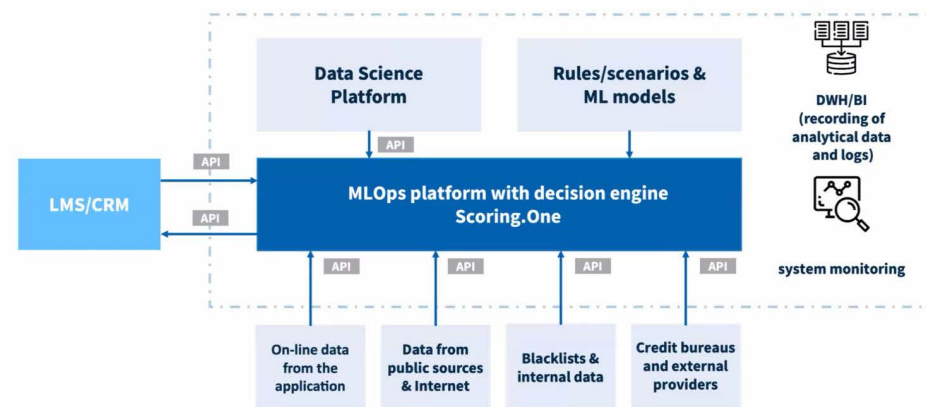 Data Science
Platform
Rules/scenarios &
ML models
DWH/BI
(recording of
analytical data
and logs)
API
API
LMS/CRM
API
MLOps platform with decision engine
Scoring.One
API
API
API
API
system monitoring
On-line data
from the
application
Data from
public sources
& Internet
Blacklists &
internal data
Credit bureaus
and external
providers